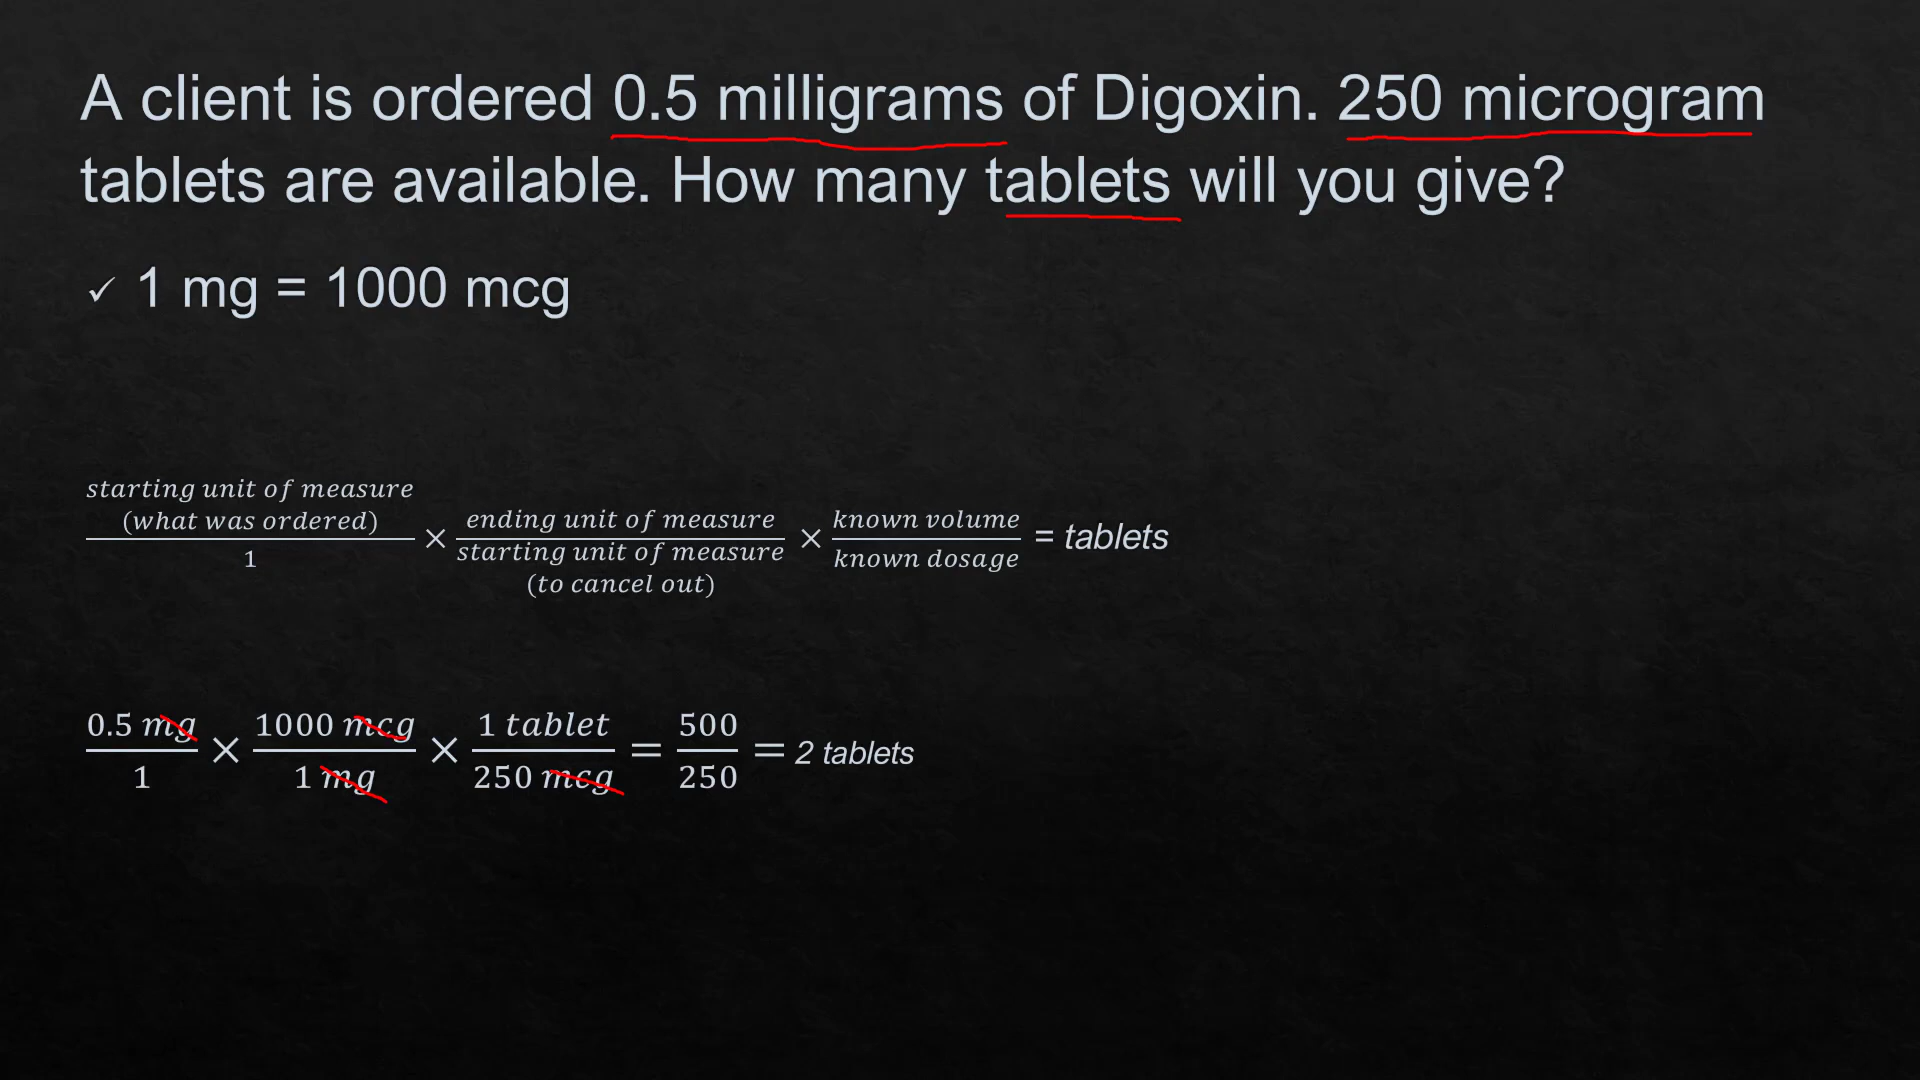 A client is ordered 0.5 milligrams of Digoxin. 250 microgram
tablets are available. How many tablets will you give?
✓ 1 mg = 1000 mcg
starting unit of measure
(what was ordered)
1
×
ending unit of measure
starting unit of measure
(to cancel out)
×
known volume
known dosage
= tablets
0.5 mg
1
×
1000 mcg
1 mg
×
1 tablet
250 mcg
=
500
250
= 2 tablets